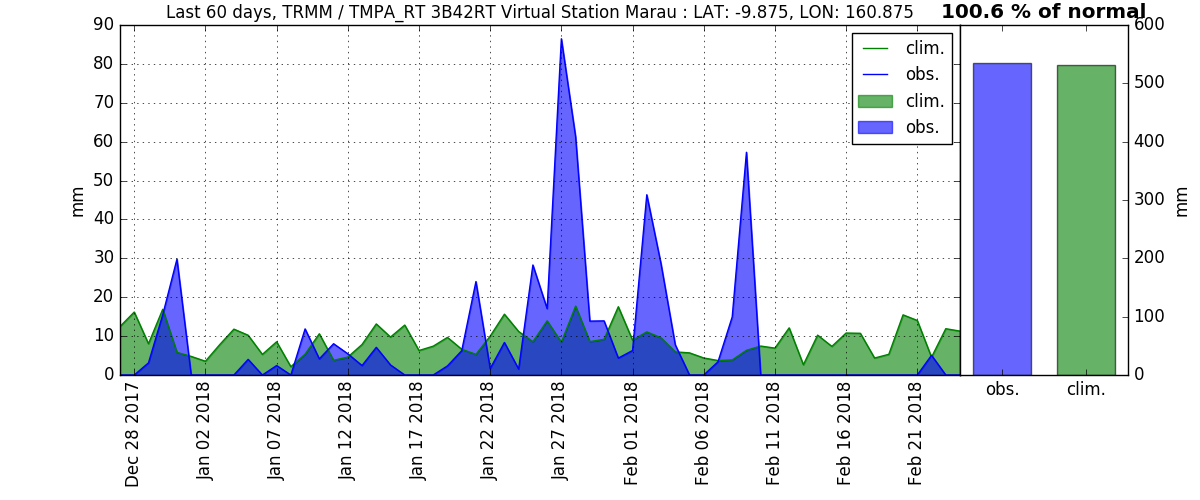 Last 60 days, TRMM / TMPA_RT 3B42RT Virtual Station Marau : LAT: -9.875, LON: 160.875
100.6 % of normal
90
80
70
60
50
40
30
20
10
0
mm
clim.
obs.
clim.
obs.
600
500
400
300
200
100
0
mm
obs.
clim.
Dec 28 2017
Jan 02 2018
Jan 07 2018
Jan 12 2018
Jan 17 2018
Jan 22 2018
Jan 27 2018
Feb 01 2018
Feb 06 2018
Feb 11 2018
Feb 16 2018
Feb 21 2018